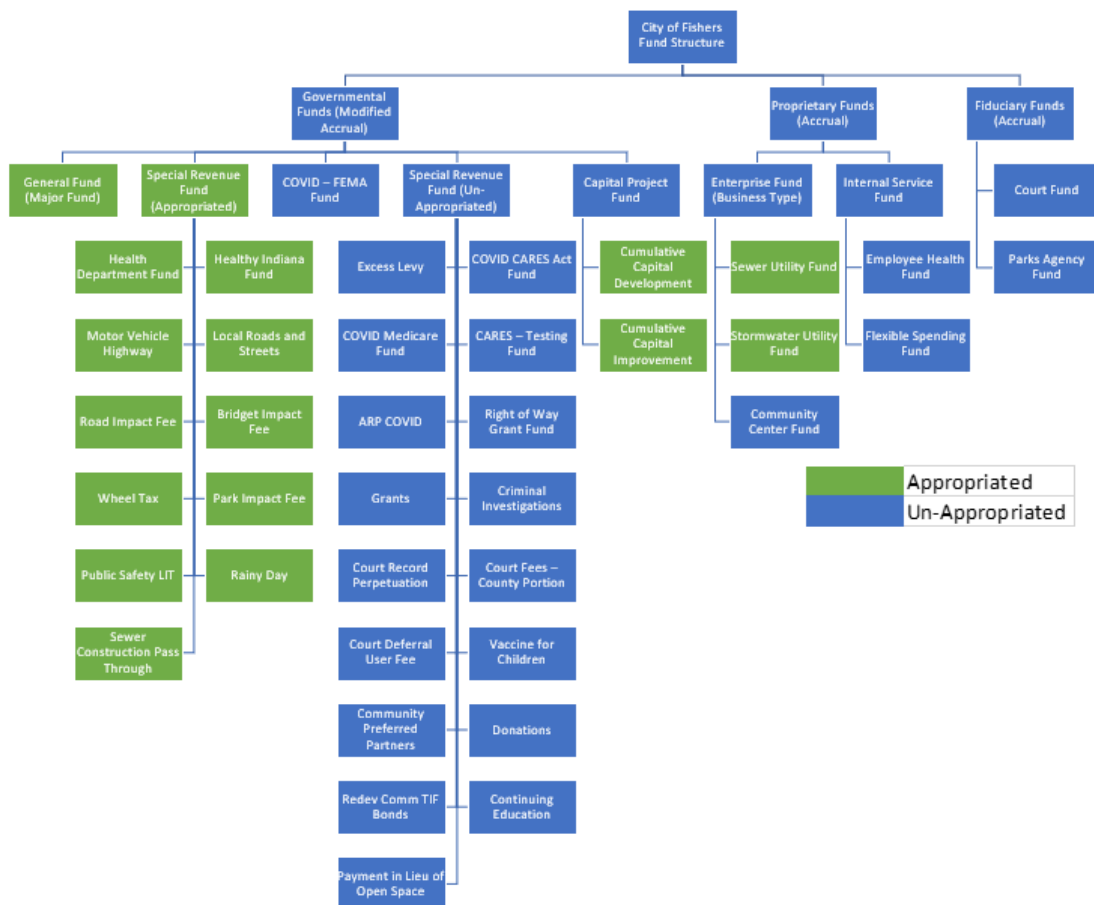 City of Fishers
Fund Structure
Governmental
Funds (Modified
Accrual)
Proprietary Funds
(Accrual)
Fiduciary Funds
(Accrual)
General Fund
(Major Fund)
Special Revenue
Fund
(Appropriated)
COVID – FEMA
Fund
Special Revenue
Fund (Un-
Appropriated)
Capital Project
Fund
Enterprise Fund
(Business Type)
Internal Service
Fund
Court Fund
Health
Department Fund
Healthy Indiana
Fund
Excess Levy
COVID CARES Act
Fund
Cumulative
Capital
Development
Sewer Utility Fund
Employee Health
Fund
Parks Agency
Fund
Motor Vehicle
Highway
Local Roads and
Streets
COVID Medicare
Fund
CARES – Testing
Fund
Cumulative
Capital
Improvement
Stormwater Utility
Fund
Flexible Spending
Fund
Road Impact Fee
Bridget Impact
Fee
ARP COVID
Right of Way
Grant Fund
Community
Center Fund
Wheel Tax
Park Impact Fee
Grants
Criminal
Investigations
Appropriated
Un-Appropriated
Public Safety LIT
Rainy Day
Court Record
Perpetuation
Court Fees –
County Portion
Sewer
Construction Pass
Through
Court Deferral
User Fee
Vaccine for
Children
Community
Preferred
Partners
Donations
Redev Comm TIF
Bonds
Continuing
Education
Payment in Lieu of
Open Space